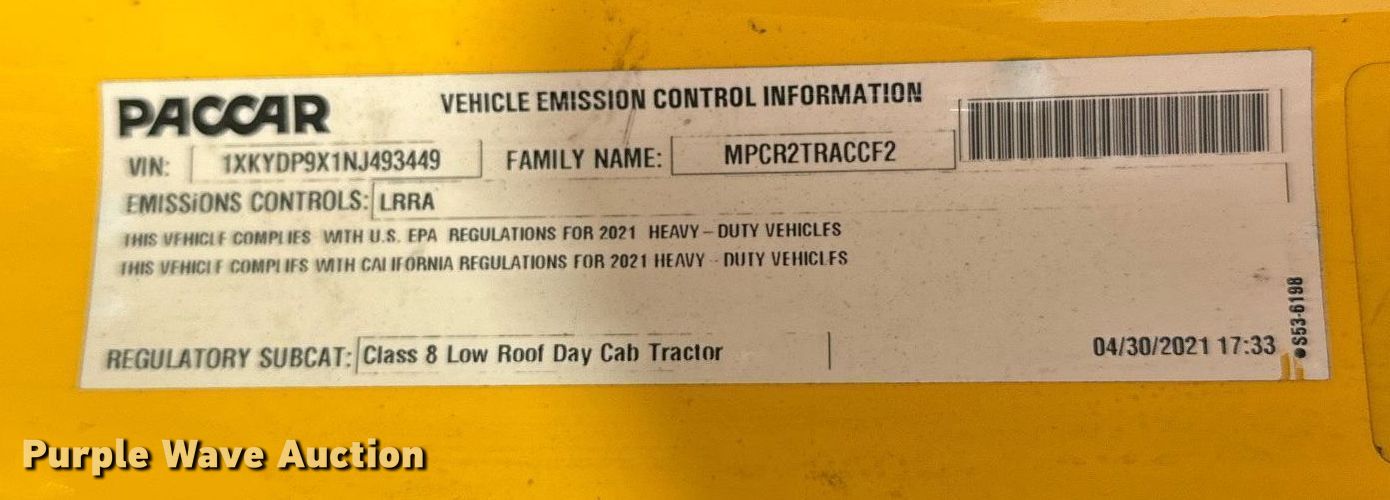 PACCAR
VEHICLE EMISSION CONTROL INFORMATION
VIN: 1XKYDP9X1NJ493449 FAMILY NAME: MPCR2TRACCF2
EMISSIONS CONTROLS: LRRA
THIS VEHICLE COMPLIES WITH U.S. EPA REGULATIONS FOR 2021 HEAVY-DUTY VEHICLES
THIS VEHICLE COMPLIES WITH CALIFORNIA REGULATIONS FOR 2021 HEAVY-DUTY VEHICLES
REGULATORY SUBCAT: Class 8 Low Roof Day Cab Tractor
04/30/2021 17:33
●S53-6198
Purple Wave Auction